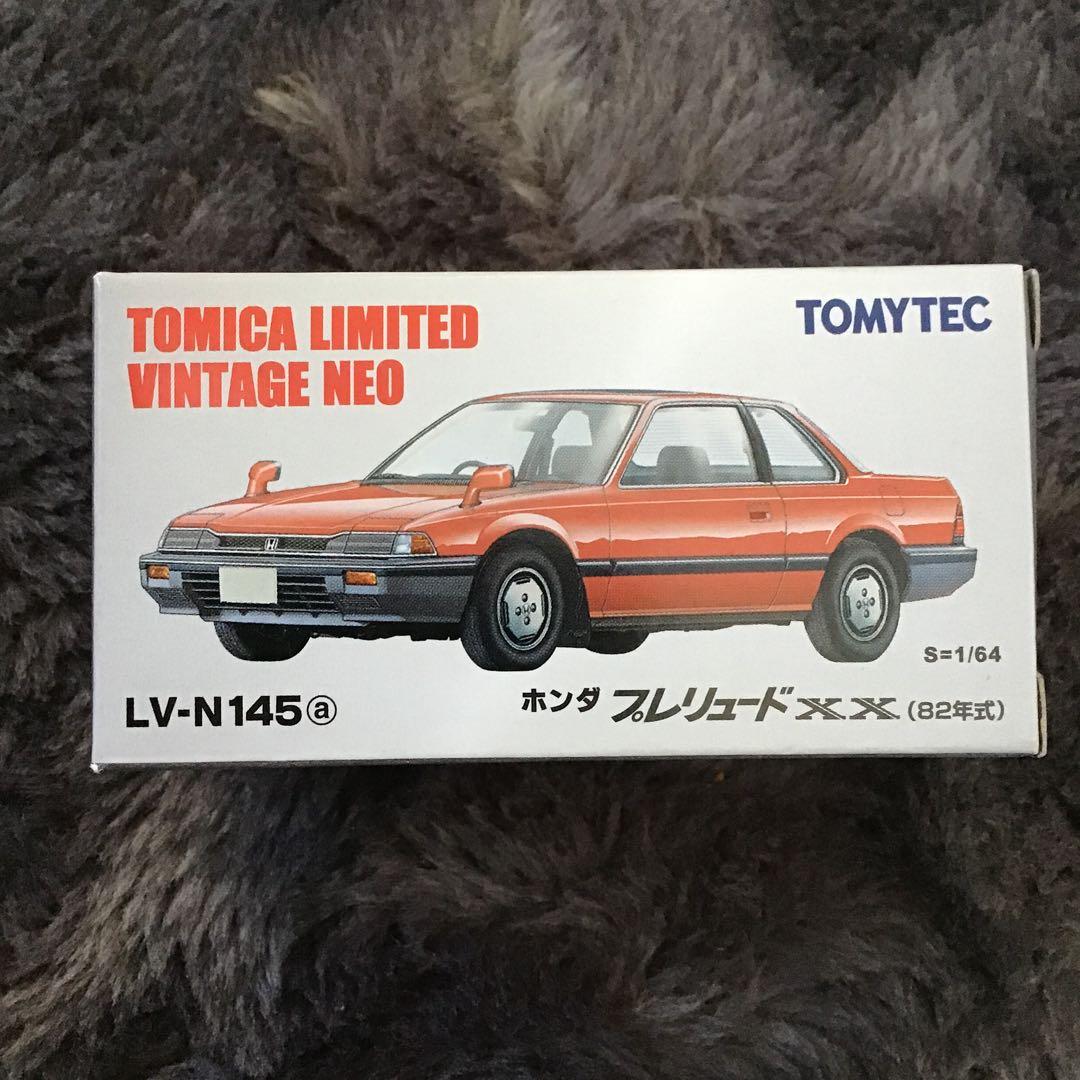 TOMICA LIMITED
VINTAGE NEO
TOMYTEC
S=1/64
LV-N145ⓐ
ホンダ プレリュードXX (82年式)